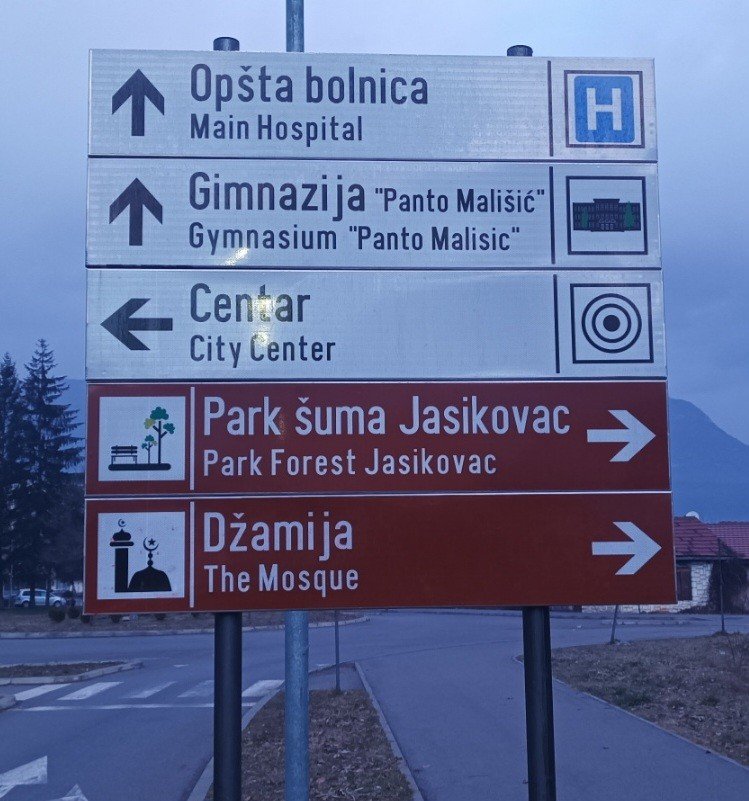 Opšta bolnica
Main Hospital
H
Gimnazija "Panto Mališić"
Gymnasium "Panto Malisic"
Centar
City Center
Park šuma Jasikovac
Park Forest Jasikovac
Džamija
The Mosque